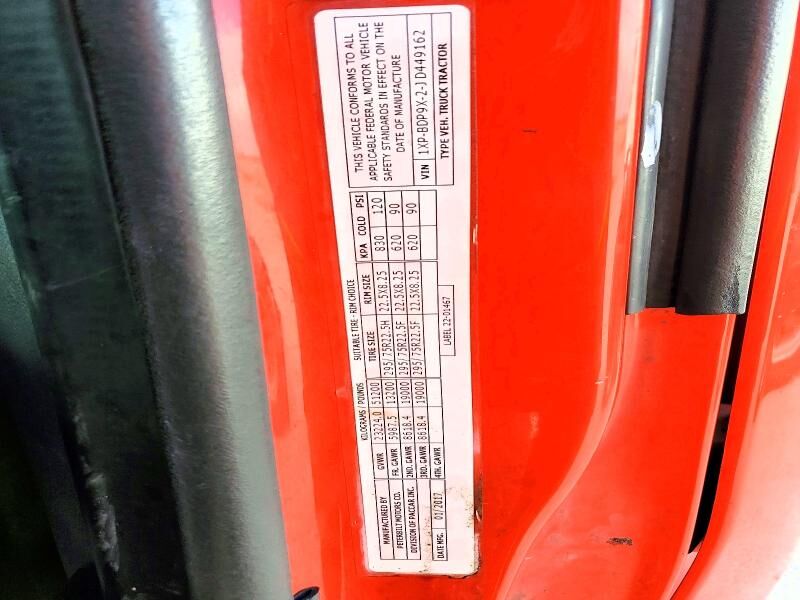 MANUFACTURED BY
PETERBILT MOTORS CO.
DIVISION OF PACCAR INC.
DATE MFG. 01/2017
KILOGRAMS / POUNDS
GVWR 23224.0 51200
FR. GAWR 5987.5 13200
2ND. GAWR 8618.4 19000
3RD. GAWR 8618.4 19000
4TH. GAWR
SUITABLE TIRE - RIM CHOICE
TIRE SIZE RIM SIZE KPA COLD PSI
295/75R22.5H 22.5X8.25 830 120
295/75R22.5F 22.5X8.25 620 90
295/75R22.5F 22.5X8.25 620 90
LABEL 22-01467
THIS VEHICLE CONFORMS TO ALL
APPLICABLE FEDERAL MOTOR VEHICLE
SAFETY STANDARDS IN EFFECT ON THE
DATE OF MANUFACTURE
VIN 1XP-BDP9X-2-JD449162
TYPE VEH. TRUCK TRACTOR